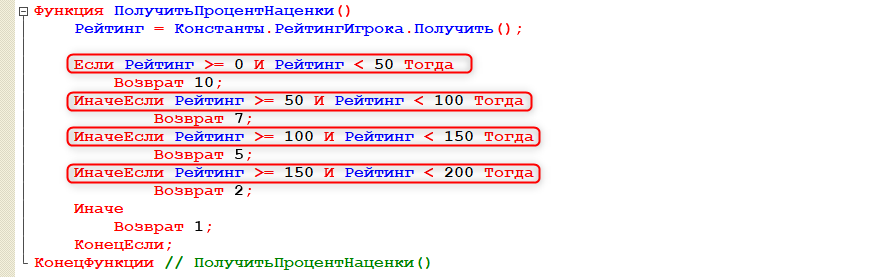 Функция ПолучитьПроцентНаценки()
Рейтинг = Константы.РейтингИгрока.Получить();
Если Рейтинг >= 0 И Рейтинг < 50 Тогда
Возврат 10;
ИначеЕсли Рейтинг >= 50 И Рейтинг < 100 Тогда
Возврат 7;
ИначеЕсли Рейтинг >= 100 И Рейтинг < 150 Тогда
Возврат 5;
ИначеЕсли Рейтинг >= 150 И Рейтинг < 200 Тогда
Возврат 2;
Иначе
Возврат 1;
КонецЕсли;
КонецФункции // ПолучитьПроцентНаценки()